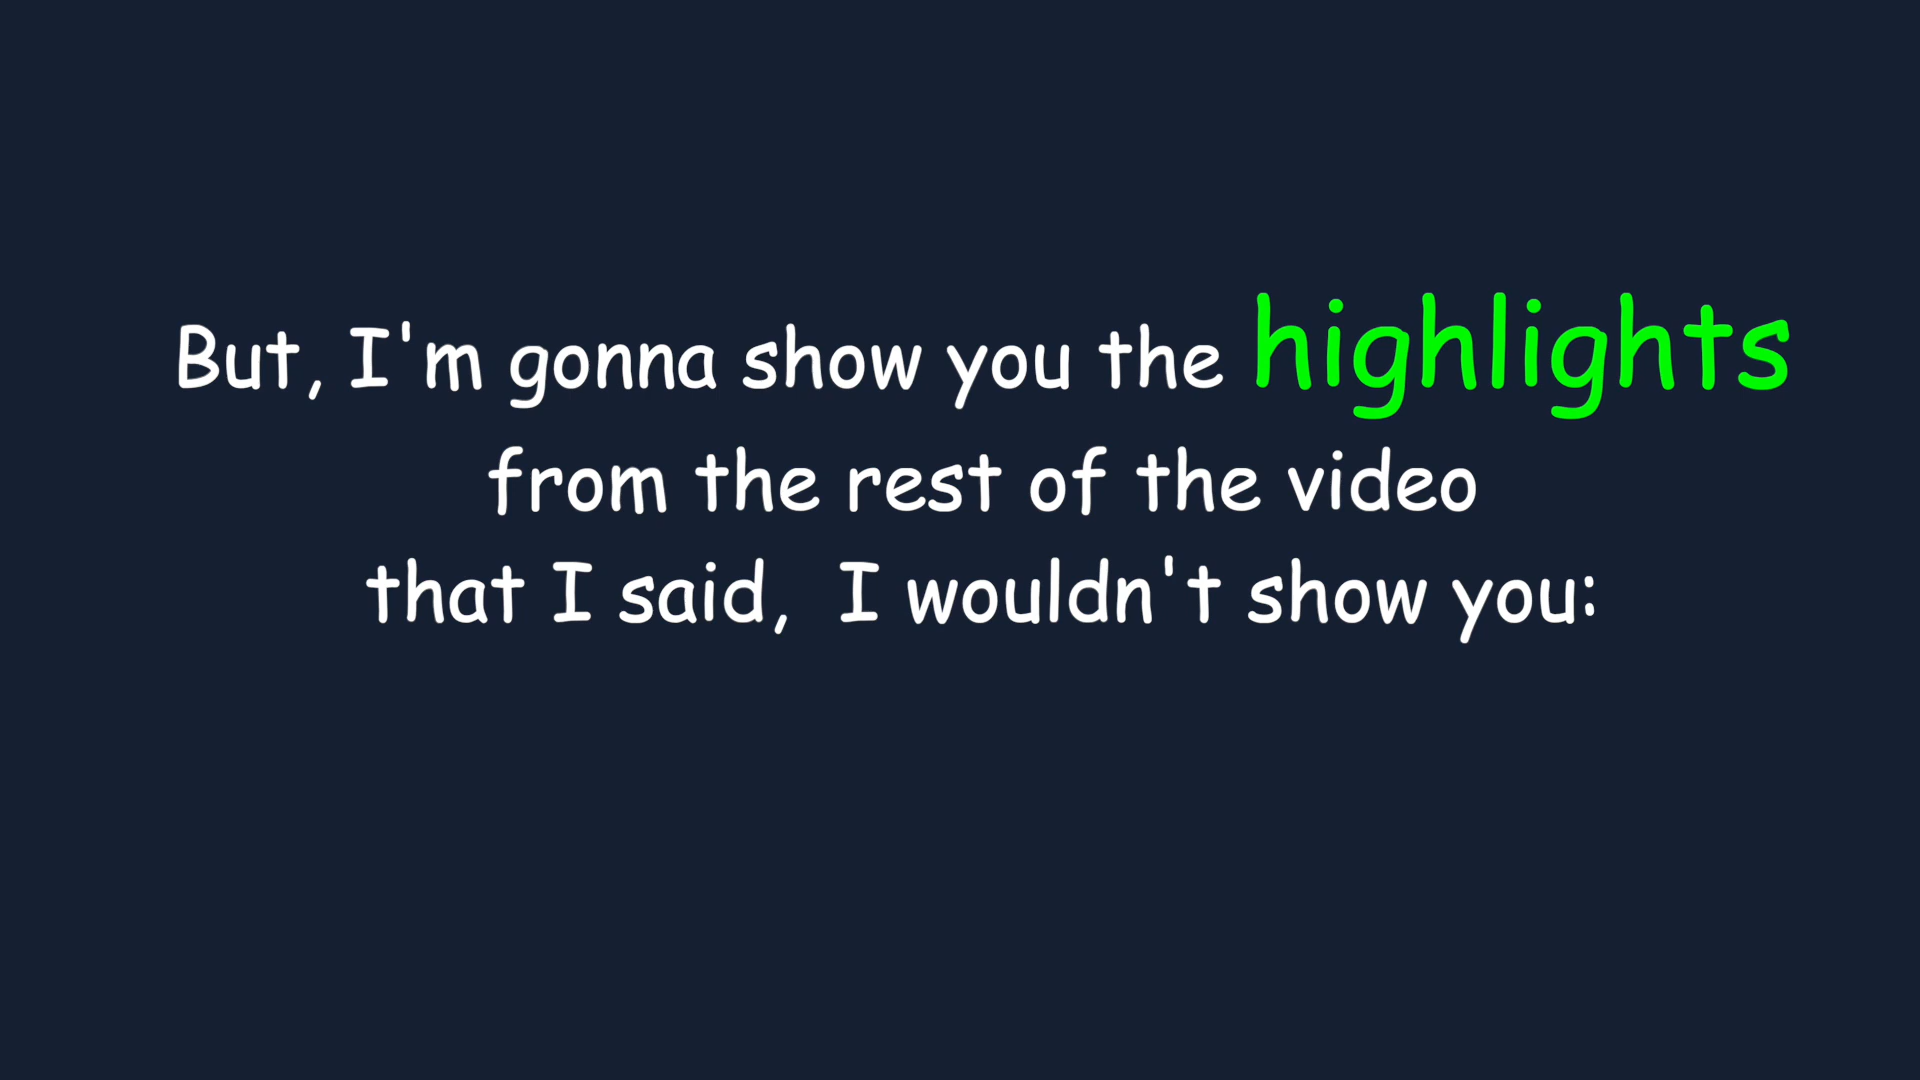 But, I'm gonna show you the highlights
from the rest of the video
that I said,  I wouldn't show you: